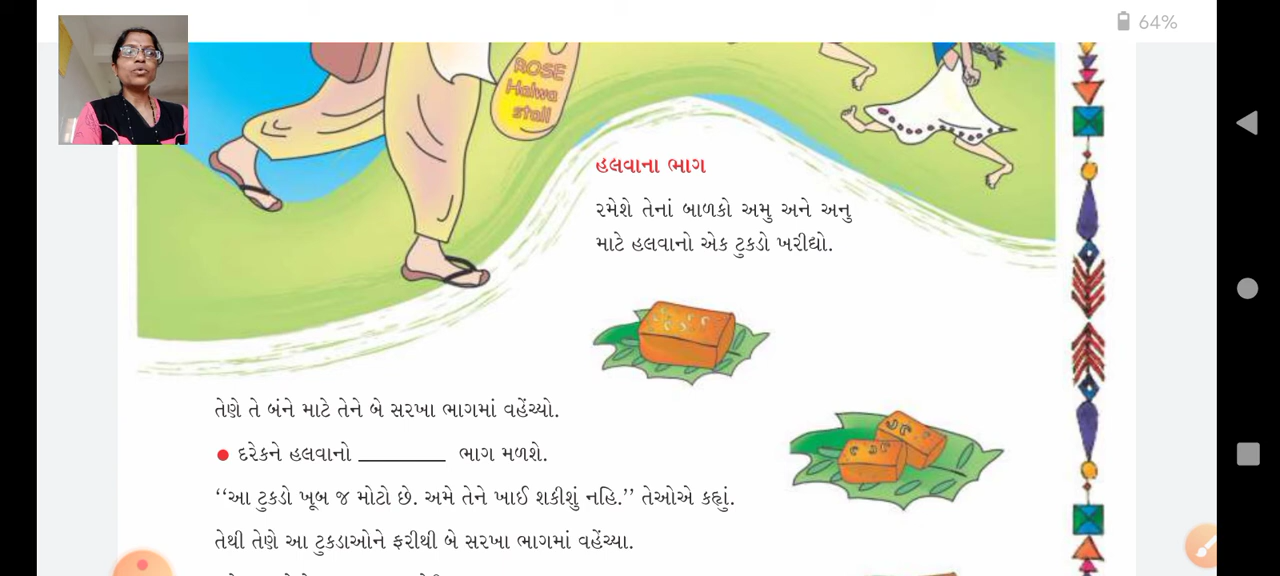 64%
ROSE
Halwa
stall
હલવાના ભાગ
રમેશે તેનાં બાળકો અમુ અને અનુ
માટે હલવાનો એક ટુકડો ખરીદ્યો.
તેણે તે બંને માટે તેને બે સરખા ભાગમાં વહેંચ્યો.
● દરેકને હલવાનો ________ ભાગ મળશે.
“આ ટુકડો ખૂબ જ મોટો છે. અમે તેને ખાઈ શકીશું નહિ.” તેઓએ કહ્યું.
તેથી તેણે આ ટુકડાઓને ફરીથી બે સરખા ભાગમાં વહેંચ્યા.